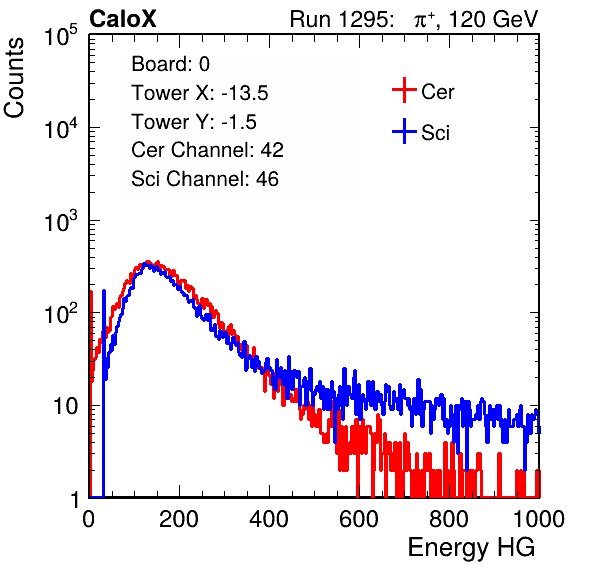 CaloX Run 1295: π⁺, 120 GeV
Counts
10⁵
10⁴
10³
10²
10
1
Board: 0
Tower X: -13.5
Tower Y: -1.5
Cer Channel: 42
Sci Channel: 46
Cer
Sci
0 200 400 600 800 1000
Energy HG